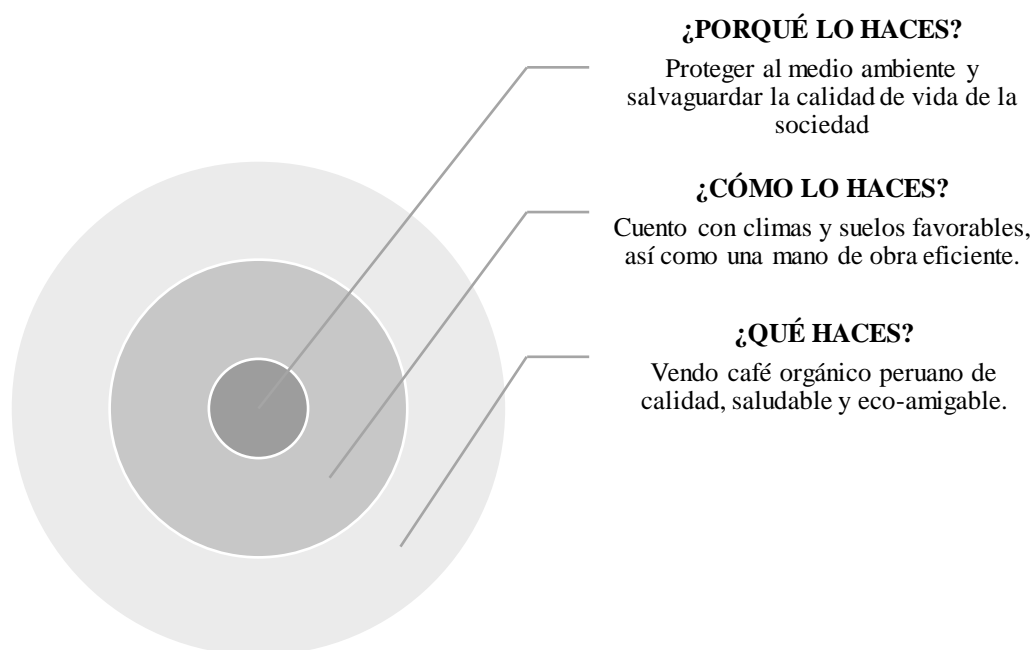 ¿PORQUÉ LO HACES?
Proteger al medio ambiente y
salvaguardar la calidad de vida de la
sociedad
¿CÓMO LO HACES?
Cuento con climas y suelos favorables,
así como una mano de obra eficiente.
¿QUÉ HACES?
Vendo café orgánico peruano de
calidad, saludable y eco-amigable.